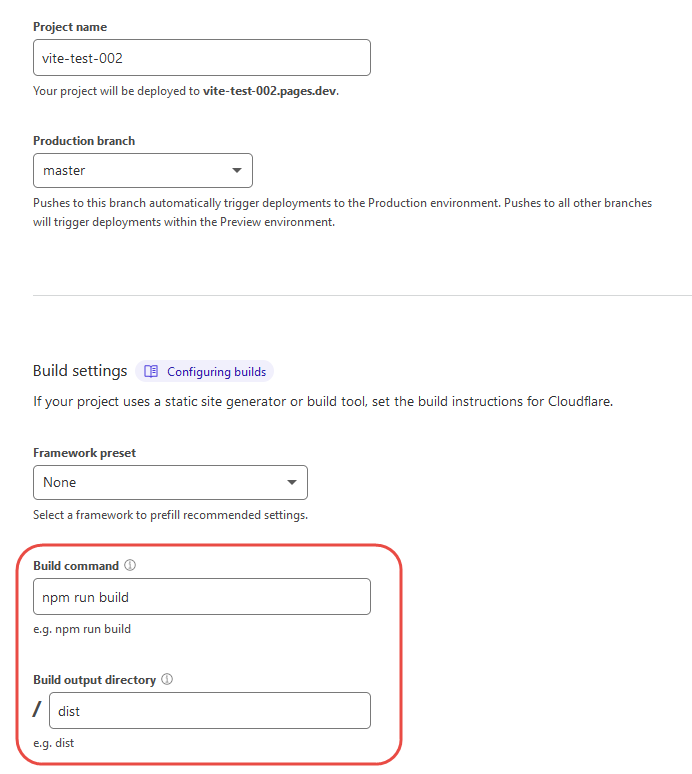 Project name
vite-test-002
Your project will be deployed to vite-test-002.pages.dev.
Production branch
master
Pushes to this branch automatically trigger deployments to the Production environment. Pushes to all other branches
will trigger deployments within the Preview environment.
Build settings Configuring builds
If your project uses a static site generator or build tool, set the build instructions for Cloudflare.
Framework preset
None
Select a framework to prefill recommended settings.
Build command
npm run build
e.g. npm run build
Build output directory
/ dist
e.g. dist